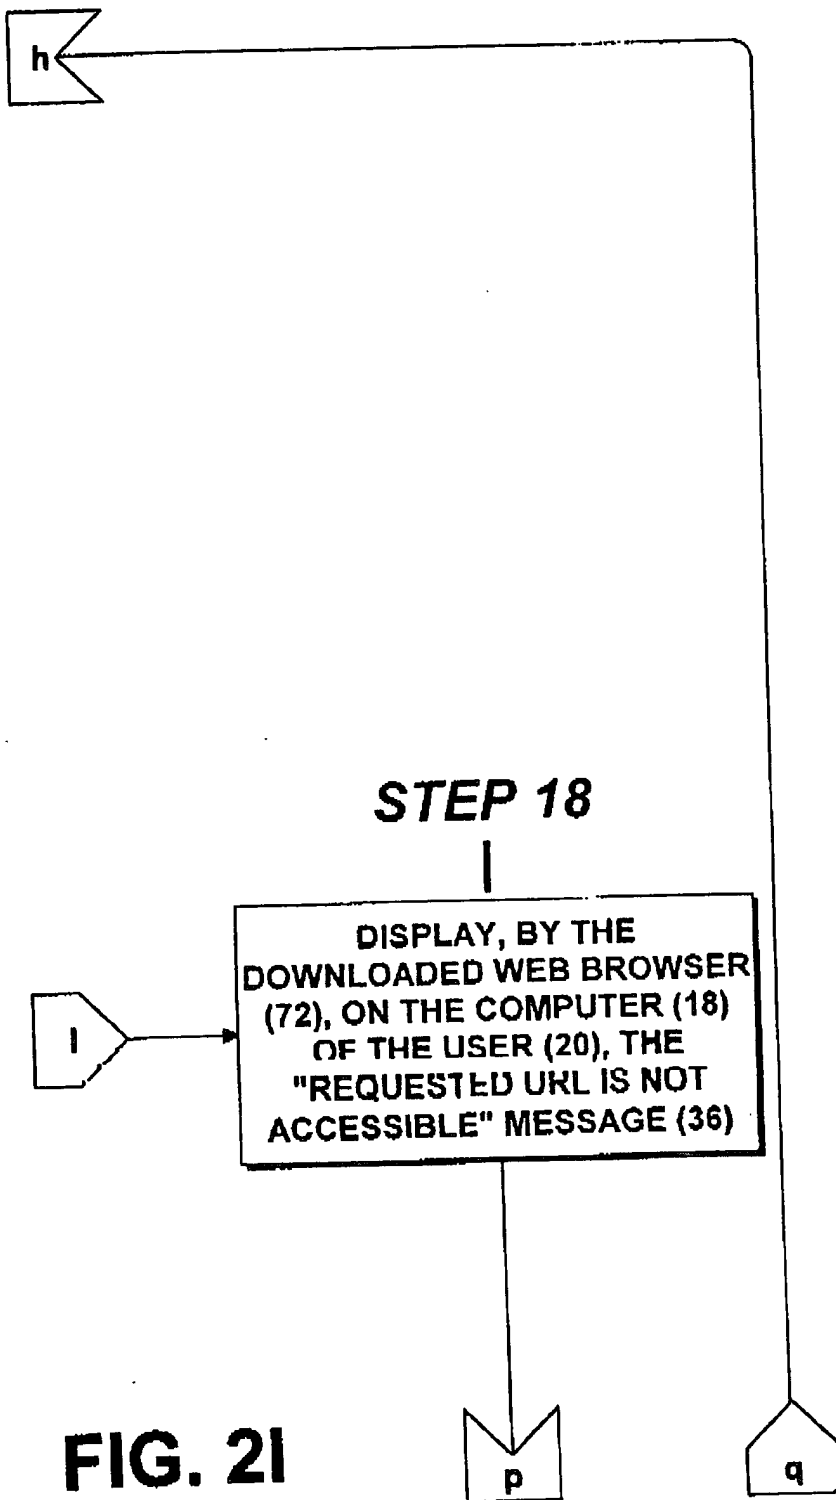 h
STEP 18
DISPLAY, BY THE
DOWNLOADED WEB BROWSER
(72), ON THE COMPUTER (18)
OF THE USER (20), THE
"REQUESTED URL IS NOT
ACCESSIBLE" MESSAGE (36)
l
FIG. 2I
p
q